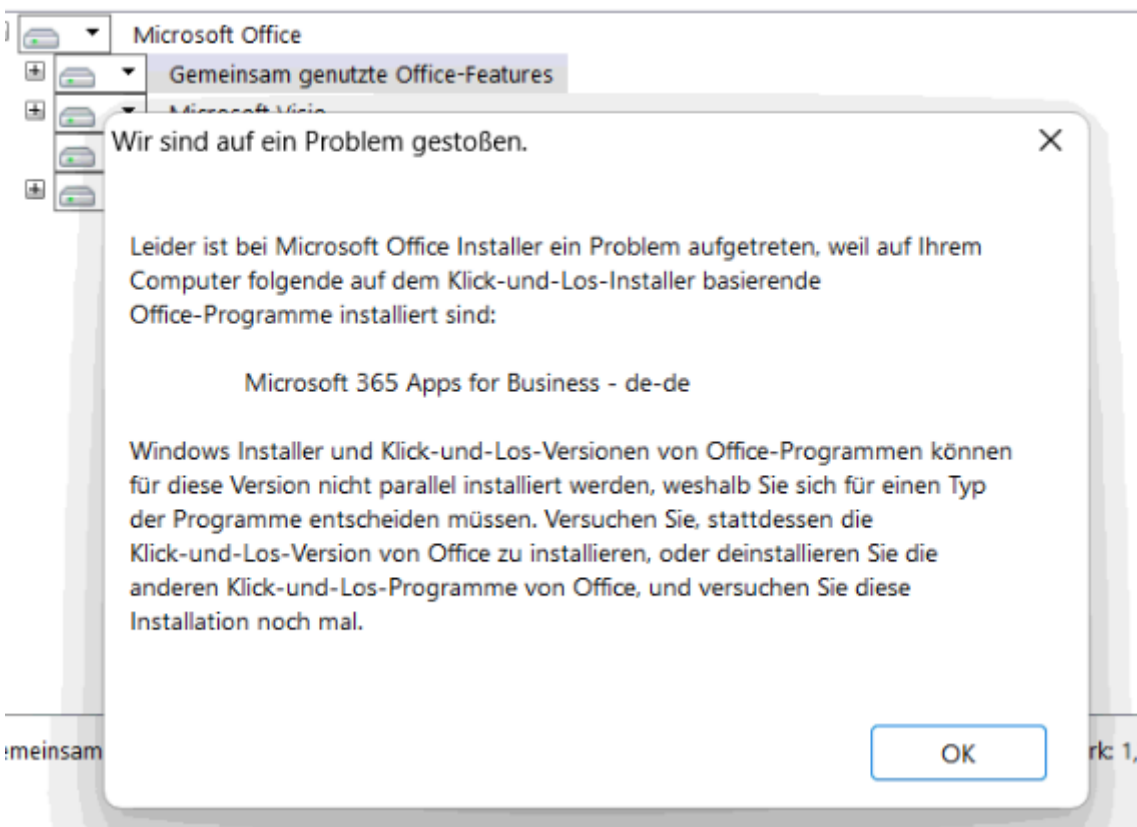 Microsoft Office
Gemeinsam genutzte Office-Features
Microsoft Visio
Wir sind auf ein Problem gestoßen.
Leider ist bei Microsoft Office Installer ein Problem aufgetreten, weil auf Ihrem
Computer folgende auf dem Klick-und-Los-Installer basierende
Office-Programme installiert sind:
Microsoft 365 Apps for Business - de-de
Windows Installer und Klick-und-Los-Versionen von Office-Programmen können
für diese Version nicht parallel installiert werden, weshalb Sie sich für einen Typ
der Programme entscheiden müssen. Versuchen Sie, stattdessen die
Klick-und-Los-Version von Office zu installieren, oder deinstallieren Sie die
anderen Klick-und-Los-Programme von Office, und versuchen Sie diese
Installation noch mal.
emeinsam OK rk: 1,